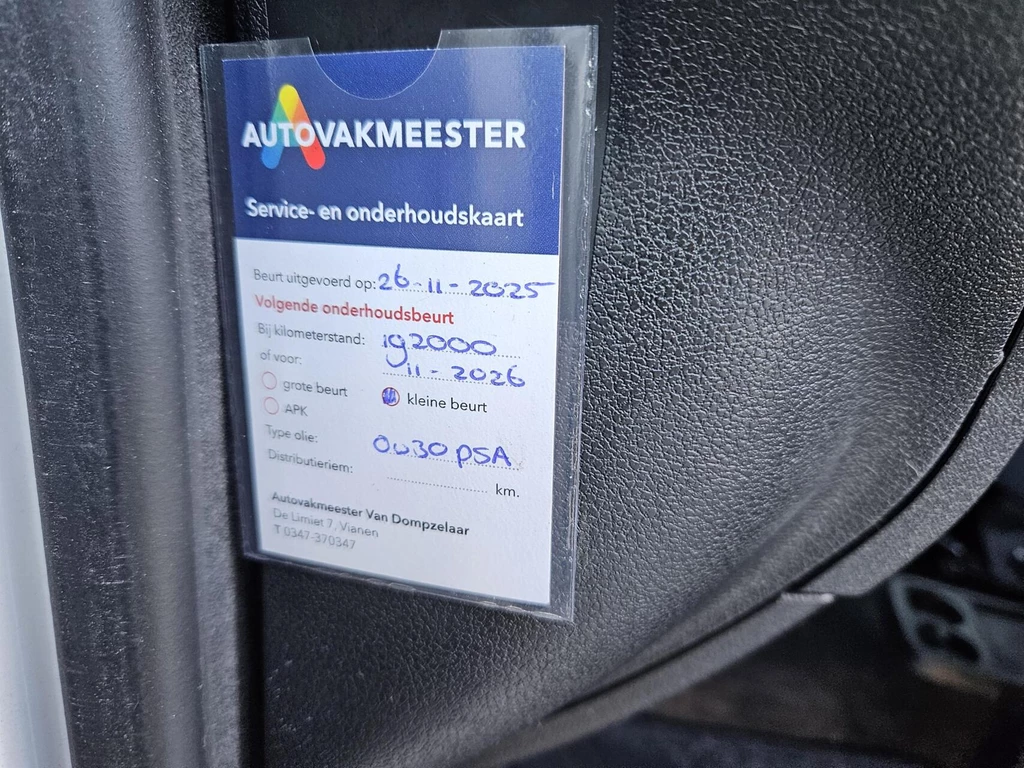 AUTOVAKMEESTER
Service- en onderhoudskaart
Beurt uitgevoerd op: 26-11-2025
Volgende onderhoudsbeurt
Bij kilometerstand: 192000
of voor: 11-2026
grote beurt kleine beurt
APK
Type olie: 0w30 PSA
Distributieriem: km.
Autovakmeester Van Dompzelaar
De Limiet 7, Vianen
T 0347-370347